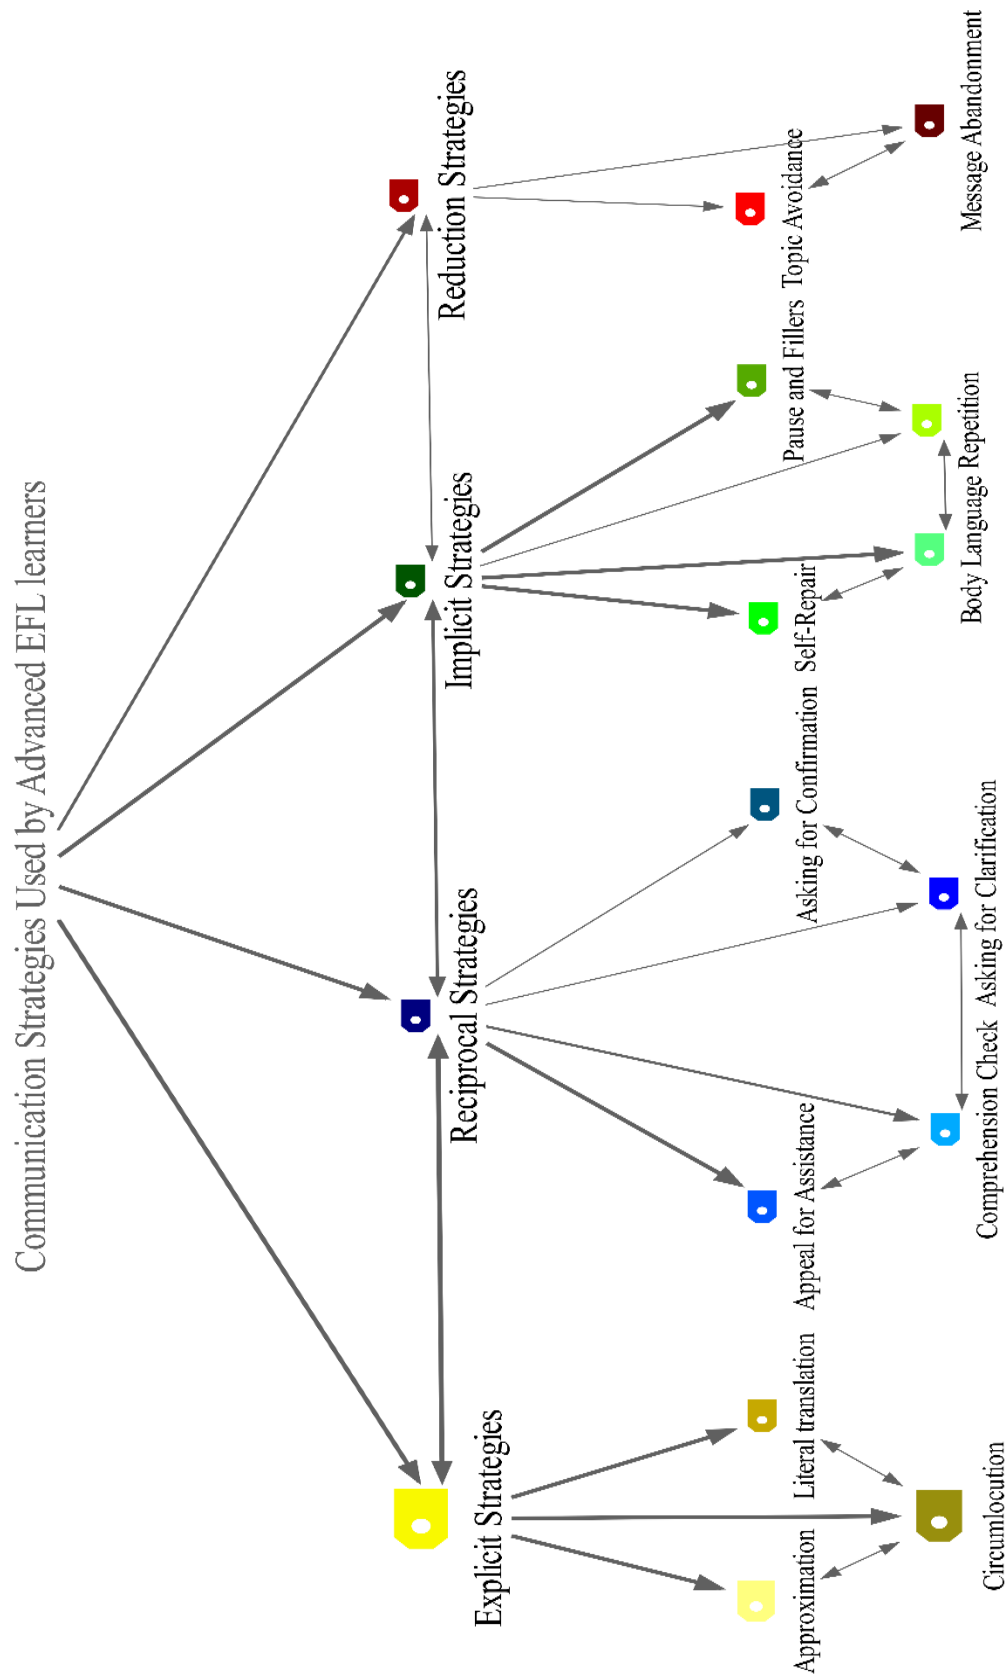 Communication Strategies Used by Advanced EFL learners
Explicit Strategies
Reciprocal Strategies
Implicit Strategies
Reduction Strategies
Approximation
Literal translation
Appeal for Assistance
Asking for Confirmation
Self-Repair
Pause and Fillers
Topic Avoidance
Circumlocution
Comprehension Check
Asking for Clarification
Body Language
Repetition
Message Abandonment